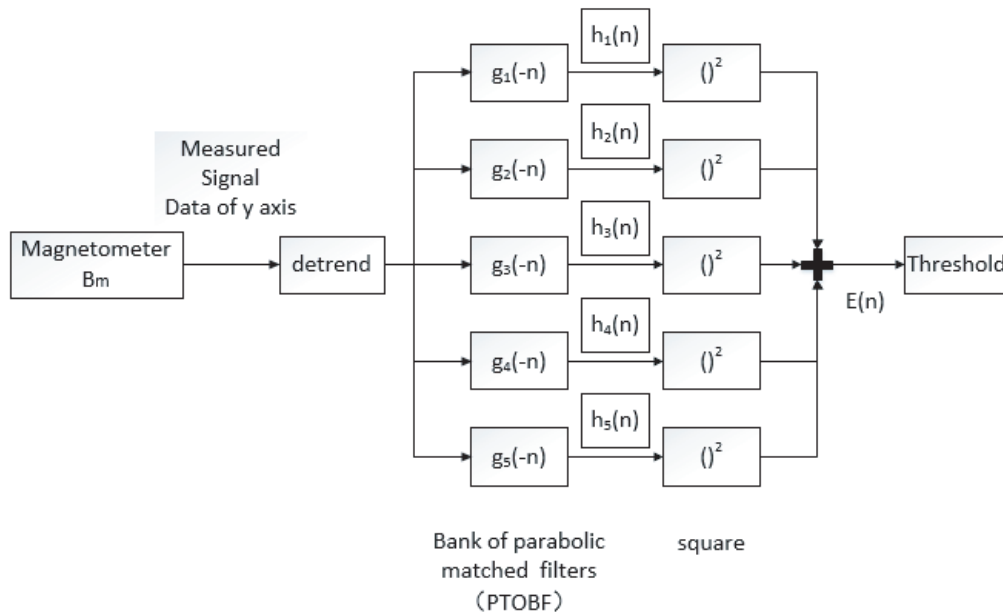 h₁(n)
g₁(-n)
()²
h₂(n)
g₂(-n)
()²
Measured
Signal
Data of y axis
Magnetometer
Bm
detrend
h₃(n)
g₃(-n)
()²
Threshold
E(n)
h₄(n)
g₄(-n)
()²
h₅(n)
g₅(-n)
()²
Bank of parabolic
matched filters
（PTOBF）
square